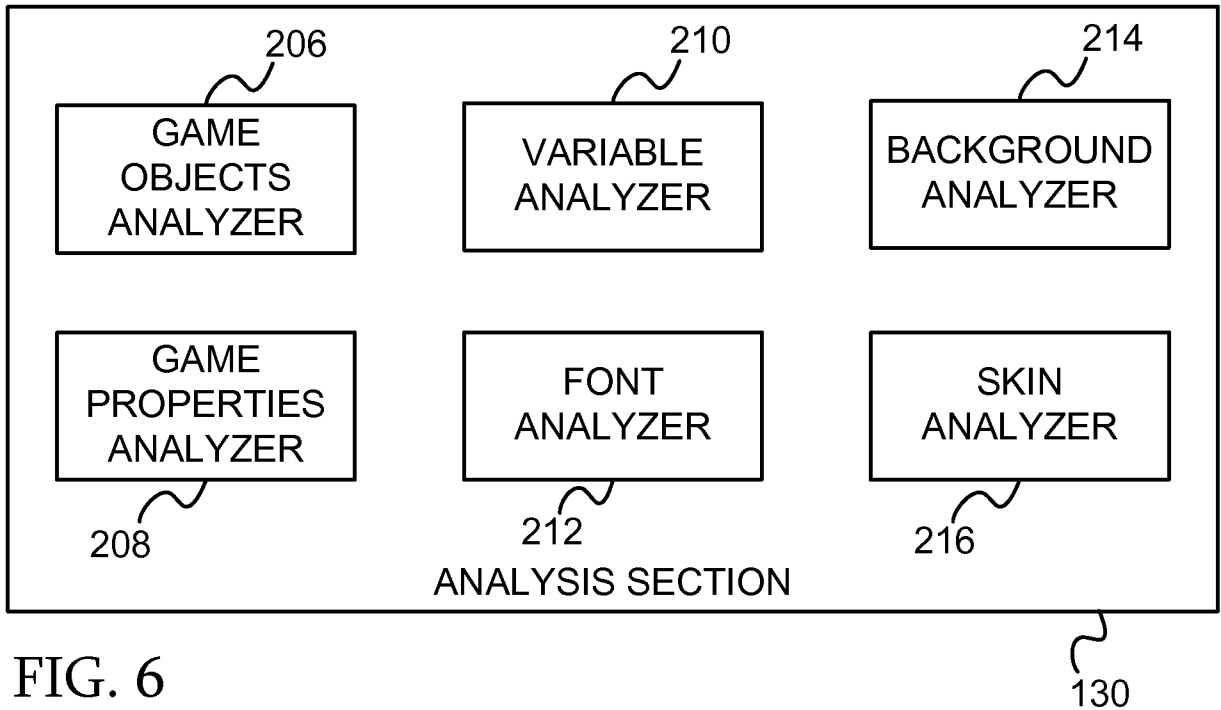 206
210
214
GAME
OBJECTS
ANALYZER
VARIABLE
ANALYZER
BACKGROUND
ANALYZER
GAME
PROPERTIES
ANALYZER
FONT
ANALYZER
SKIN
ANALYZER
208
212
216
ANALYSIS SECTION
FIG. 6
130